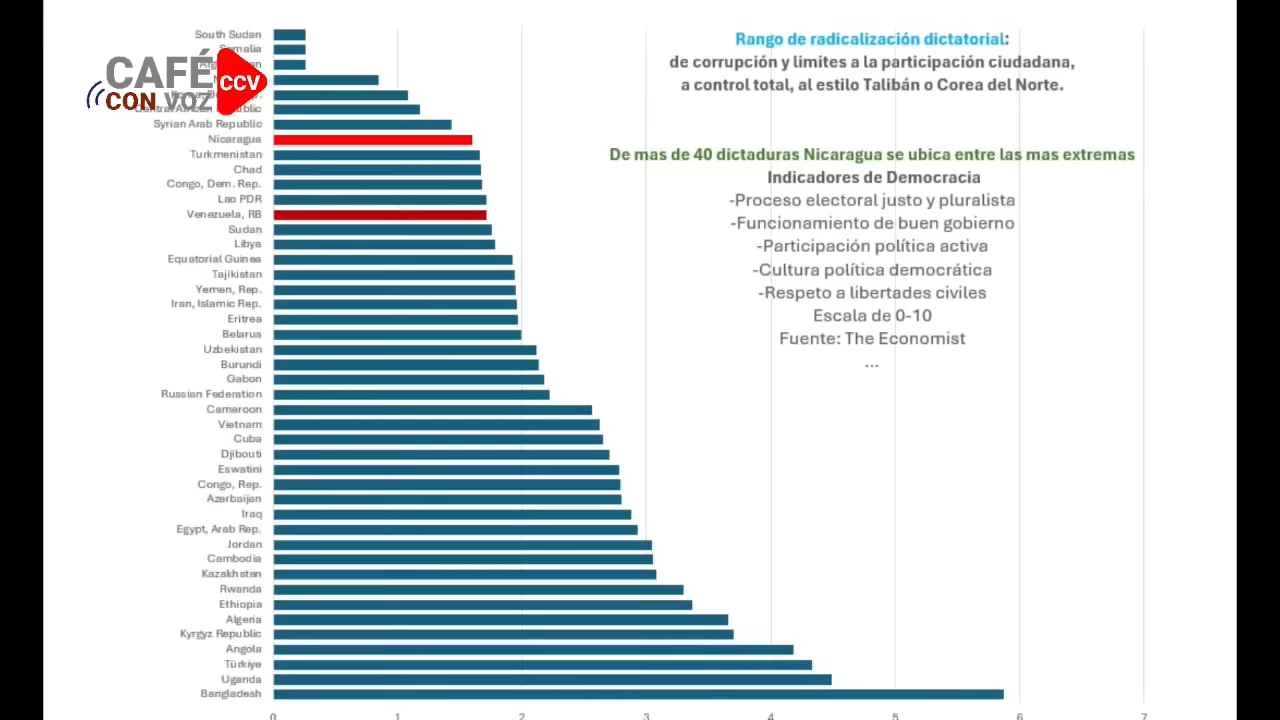 South Sudan
CAFÉ
CON VOZ
CCV
Syrian Arab Republic
Nicaragua
Turkmenistan
Chad
Congo, Dem. Rep.
Lao PDR
Venezuela, RB
Sudan
Libya
Equatorial Guinea
Tajikistan
Yemen, Rep.
Iran, Islamic Rep.
Eritrea
Belarus
Uzbekistan
Burundi
Gabon
Russian Federation
Cameroon
Vietnam
Cuba
Djibouti
Eswatini
Congo, Rep.
Azerbaijan
Iraq
Egypt, Arab Rep.
Jordan
Cambodia
Kazakhstan
Rwanda
Ethiopia
Algeria
Kyrgyz Republic
Angola
Türkiye
Uganda
Bangladesh
0 1 2 3 4 5 6 7
Rango de radicalización dictatorial:
de corrupción y limites a la participación ciudadana,
a control total, al estilo Talibán o Corea del Norte.
De mas de 40 dictaduras Nicaragua se ubica entre las mas extremas
Indicadores de Democracia
-Proceso electoral justo y pluralista
-Funcionamiento de buen gobierno
-Participación política activa
-Cultura política democrática
-Respeto a libertades civiles
Escala de 0-10
Fuente: The Economist
...